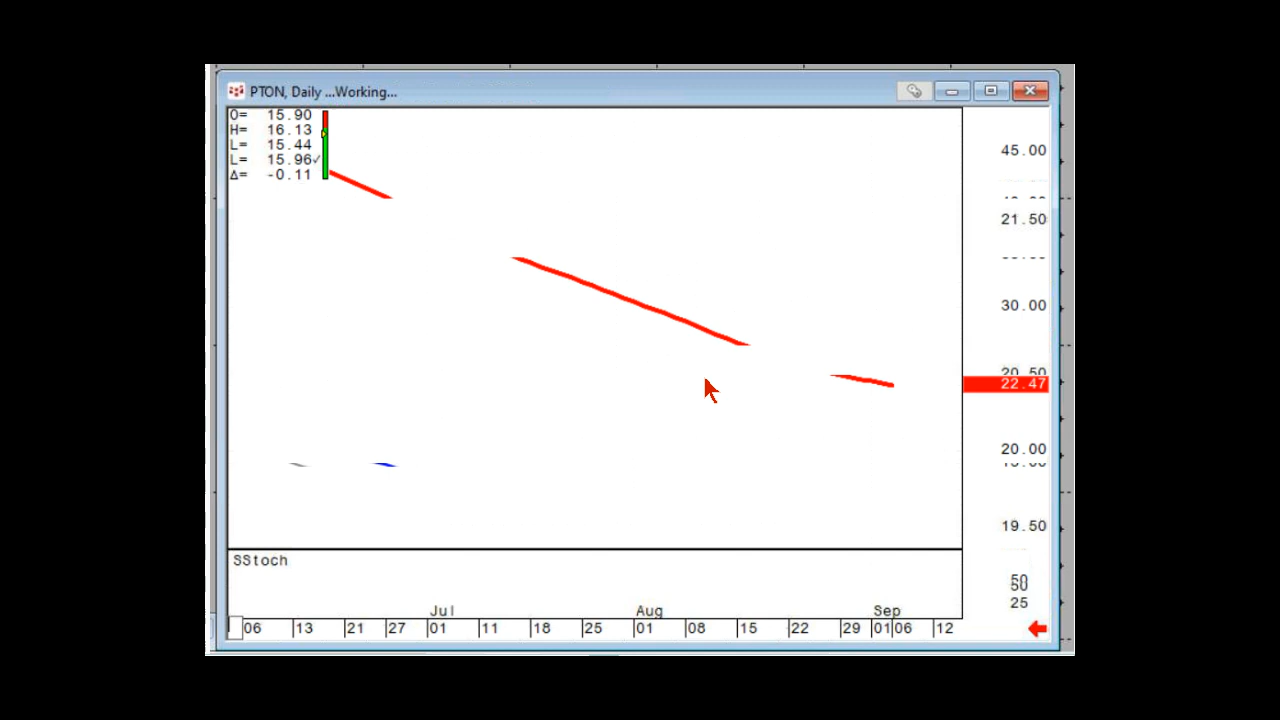 PTON, Daily ...Working...
O= 15.90
H= 16.13
L= 15.44
L= 15.96✓
Δ= -0.11
45.00
21.50
30.00
20.50
22.47
20.00
19.50
SStoch
50
25
Jul Aug Sep
06 13 21 27 01 11 18 25 01 08 15 22 29 01 06 12